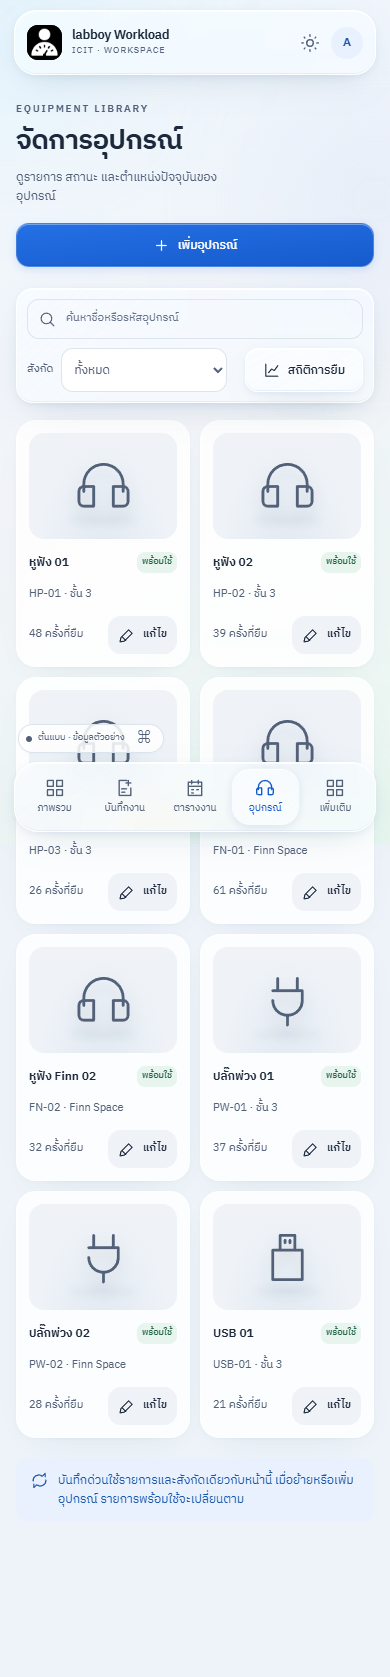 labboy Workload
ICIT · WORKSPACE
A
EQUIPMENT LIBRARY
จัดการอุปกรณ์
ดูรายการ สถานะ และตำแหน่งปัจจุบันของ
อุปกรณ์
เพิ่มอุปกรณ์
ค้นหาชื่อหรือรหัสอุปกรณ์
สังกัด
ทั้งหมด
สถิติการยืม
หูฟัง 01
พร้อมใช้
HP-01 · ชั้น 3
48 ครั้งที่ยืม
แก้ไข
หูฟัง 02
พร้อมใช้
HP-02 · ชั้น 3
39 ครั้งที่ยืม
แก้ไข
ต้นแบบ · ข้อมูลตัวอย่าง
ภาพรวม
บันทึกงาน
ตารางงาน
อุปกรณ์
เพิ่มเติม
HP-03 · ชั้น 3
26 ครั้งที่ยืม
แก้ไข
FN-01 · Finn Space
61 ครั้งที่ยืม
แก้ไข
หูฟัง Finn 02
พร้อมใช้
FN-02 · Finn Space
32 ครั้งที่ยืม
แก้ไข
ปลั๊กพ่วง 01
พร้อมใช้
PW-01 · ชั้น 3
37 ครั้งที่ยืม
แก้ไข
ปลั๊กพ่วง 02
พร้อมใช้
PW-02 · Finn Space
28 ครั้งที่ยืม
แก้ไข
USB 01
พร้อมใช้
USB-01 · ชั้น 3
21 ครั้งที่ยืม
แก้ไข
บันทึกด่วนใช้รายการและสังกัดเดียวกับหน้านี้ เมื่อย้ายหรือเพิ่ม
อุปกรณ์ รายการพร้อมใช้จะเปลี่ยนตาม